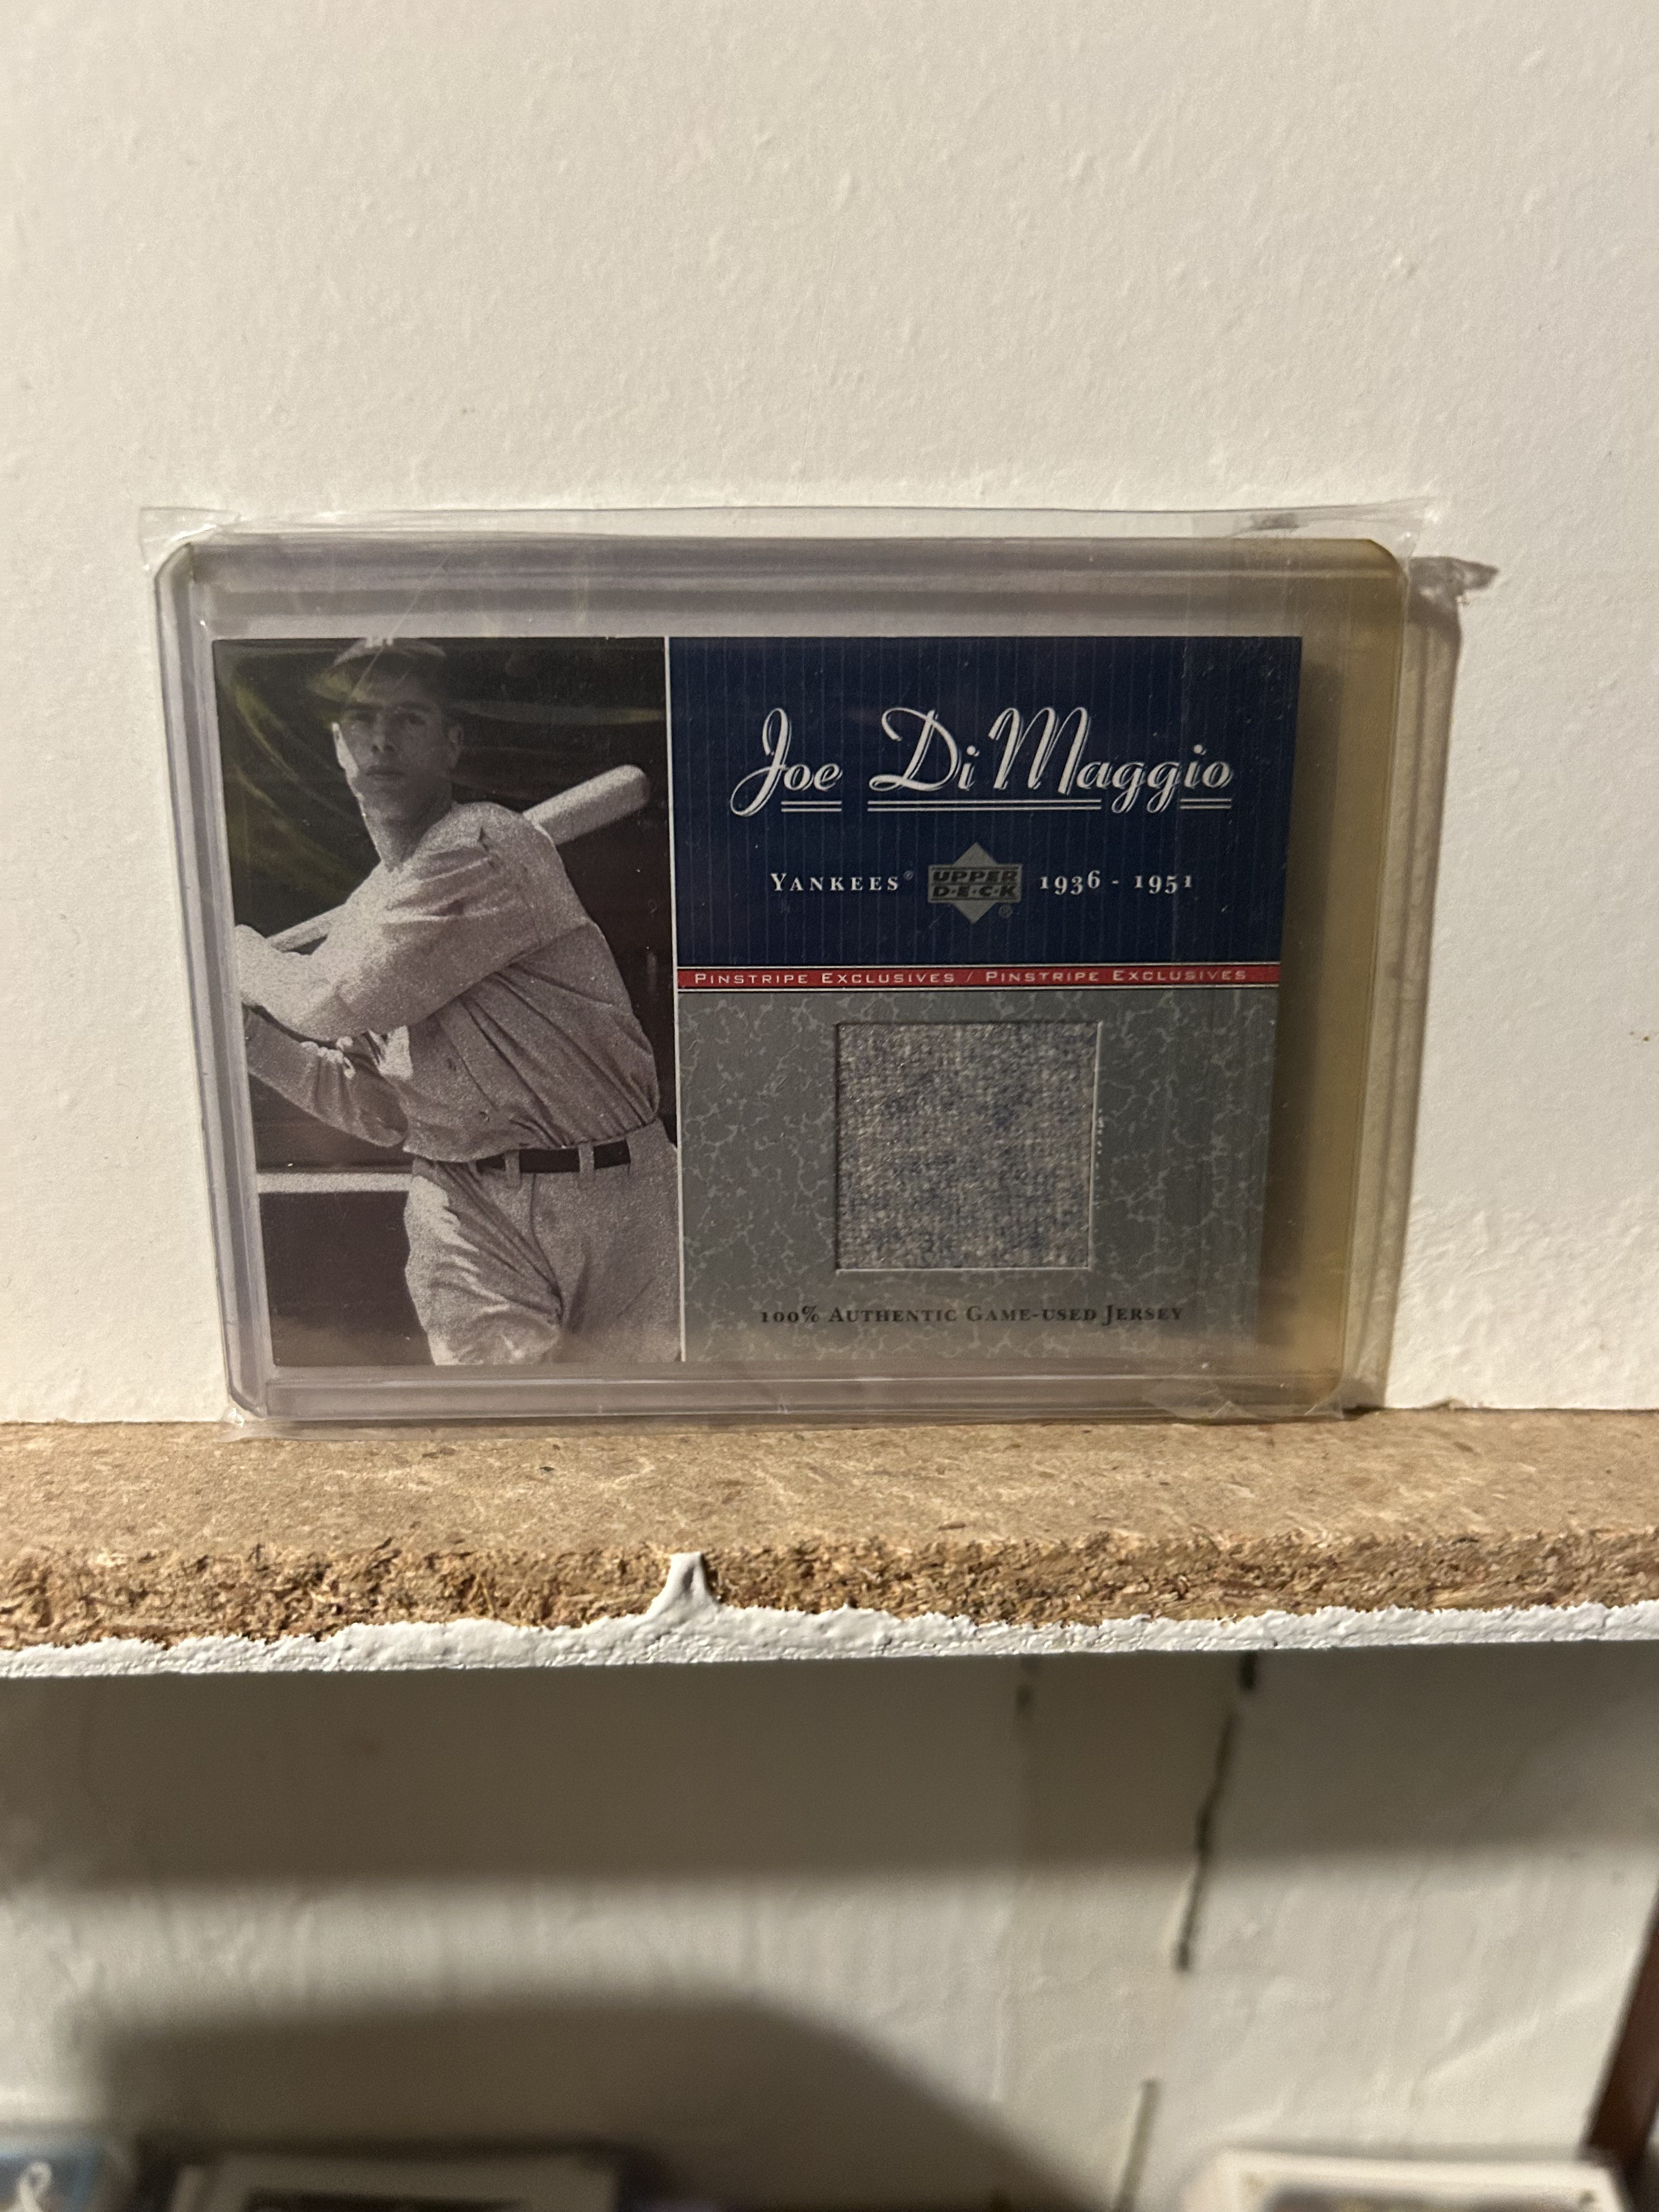 Joe DiMaggio
YANKEES® UPPER DECK® 1936 - 1951
PINSTRIPE EXCLUSIVES / PINSTRIPE EXCLUSIVES
100% AUTHENTIC GAME-USED JERSEY